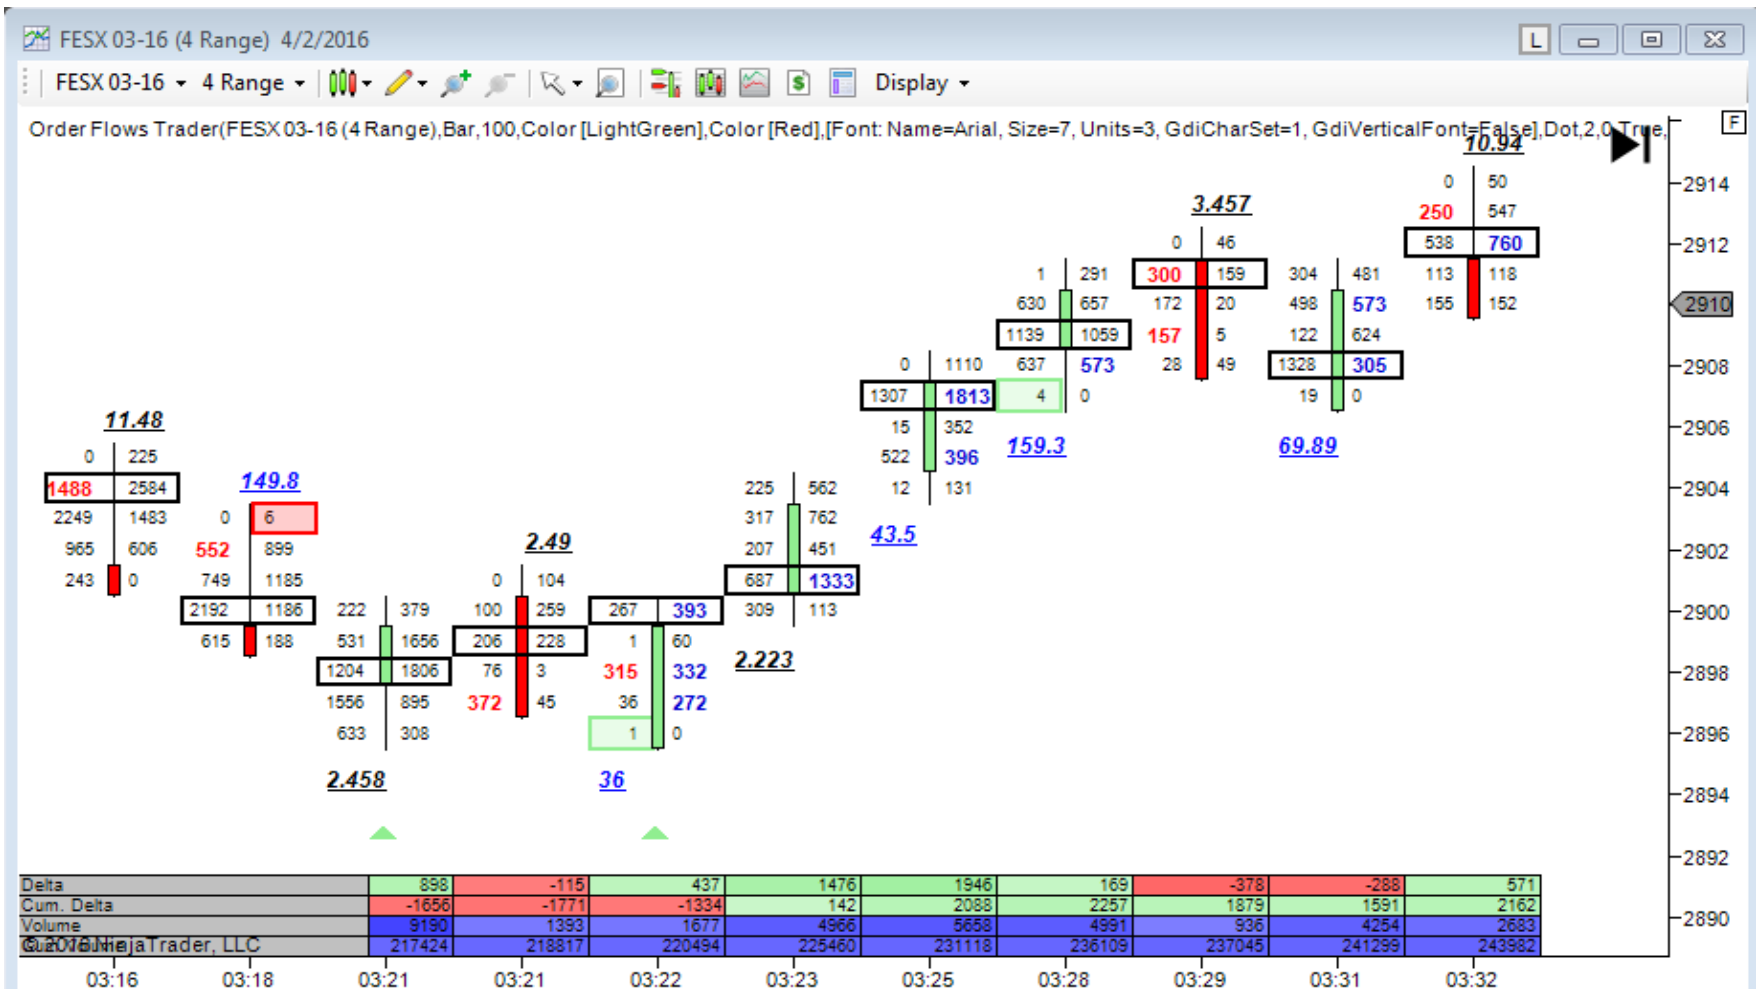 FESX 03-16 (4 Range) 4/2/2016
L
FESX 03-16 4 Range Display
Order Flows Trader(FESX 03-16 (4 Range),Bar,100,Color [LightGreen],Color [Red],[Font: Name=Arial, Size=7, Units=3, GdiCharSet=1, GdiVerticalFont=False],Dot,2,0,True,
F
10.94
0 50 2914
250 547
3.457
0 46 538 760 2912
1 291 300 159 304 481 113 118
630 657 172 20 498 573 155 152 2910
1139 1059 157 5 122 624
0 1110 637 573 28 49 1328 305 2908
1307 1813 4 0 19 0
11.48
15 352 2906
159.3 69.89
0 225 522 396
149.8
1488 2584 225 562 12 131 2904
2249 1483 0 6 317 762
43.5
2.49
965 606 552 899 207 451 2902
243 0 749 1185 0 104 687 1333
2192 1186 222 379 100 259 267 393 309 113 2900
615 188 531 1656 206 228 1 60
2.223
1204 1806 76 3 315 332 2898
1556 895 372 45 36 272
633 308 1 0 2896
2.458 36
2894
2892
Delta 898 -115 437 1476 1946 169 -378 -288 571
Cum. Delta -1656 -1771 -1334 142 2088 2257 1879 1591 2162
Volume 9190 1393 1677 4966 5658 4991 936 4254 2683
2890
© 2016 NinjaTrader, LLC 217424 218817 220494 225460 231118 236109 237045 241299 243982
03:16 03:18 03:21 03:21 03:22 03:23 03:25 03:28 03:29 03:31 03:32